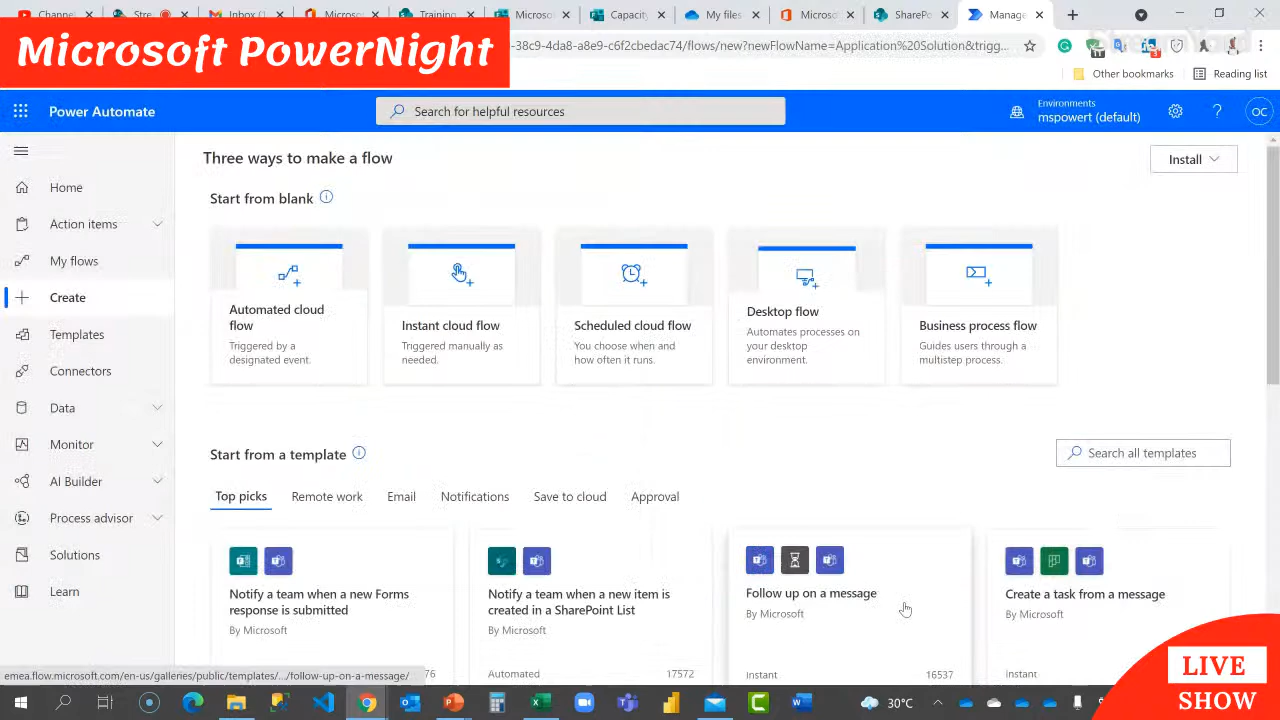 Channel
Stre
Inbox (
Microso
Training
Microso
Capacity
My files
Microso
SharePo
Manage
Microsoft PowerNight
-38c9-4da8-a8e9-c6f2cbedac74/flows/new?newFlowName=Application%20Solution&trigg...
Other bookmarks
Reading list
Power Automate
Search for helpful resources
Environments
mspowert (default)
OC
Home
Action items
My flows
Create
Templates
Connectors
Data
Monitor
AI Builder
Process advisor
Solutions
Learn
Three ways to make a flow
Install
Start from blank
Automated cloud
flow
Triggered by a
designated event.
Instant cloud flow
Triggered manually as
needed.
Scheduled cloud flow
You choose when and
how often it runs.
Desktop flow
Automates processes on
your desktop
environment.
Business process flow
Guides users through a
multistep process.
Start from a template
Search all templates
Top picks
Remote work
Email
Notifications
Save to cloud
Approval
Notify a team when a new Forms
response is submitted
By Microsoft
76
Notify a team when a new item is
created in a SharePoint List
By Microsoft
Automated
17572
Follow up on a message
By Microsoft
Instant
16537
Create a task from a message
By Microsoft
Instant
emea.flow.microsoft.com/en-us/galleries/public/templates/.../follow-up-on-a-message/
30°C
LIVE
SHOW